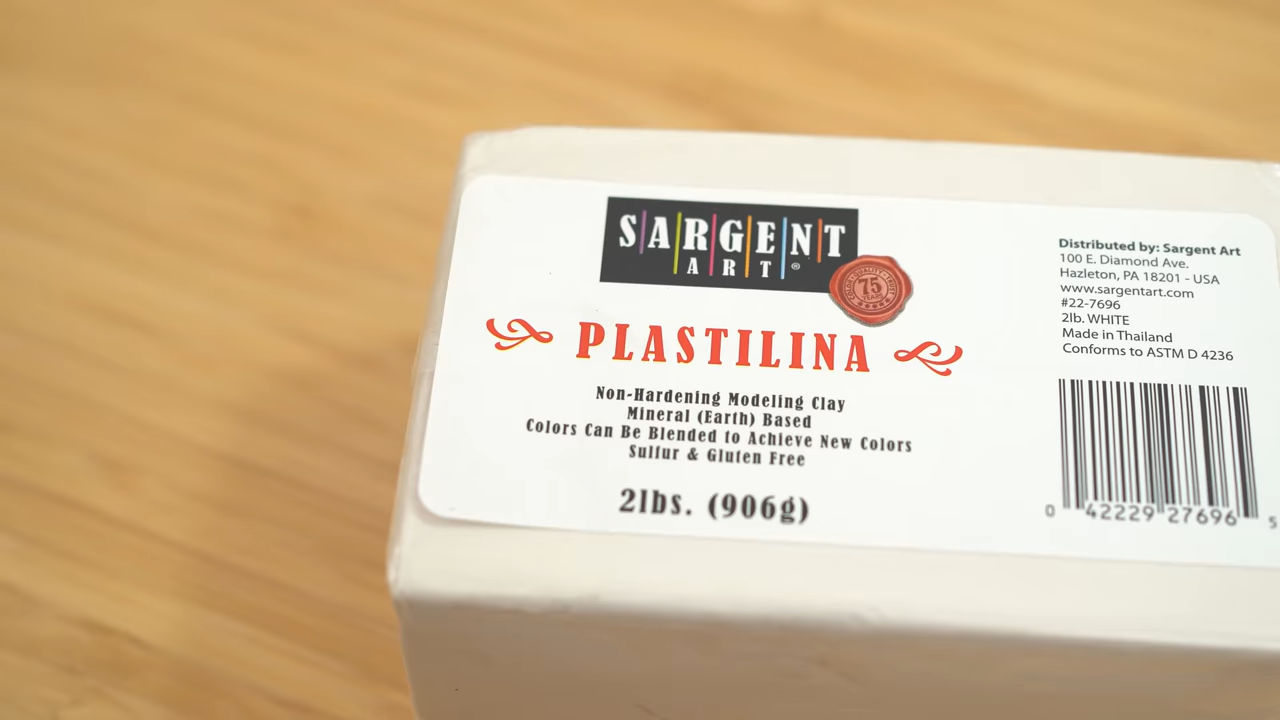 SARGENT
ART®
75
YEARS
PLASTILINA
Non-Hardening Modeling Clay
Mineral (Earth) Based
Colors Can Be Blended to Achieve New Colors
Sulfur & Gluten Free
2lbs. (906g)
Distributed by: Sargent Art
100 E. Diamond Ave.
Hazleton, PA 18201 - USA
www.sargentart.com
#22-7696
2lb. WHITE
Made in Thailand
Conforms to ASTM D 4236
0 42229 27696 5